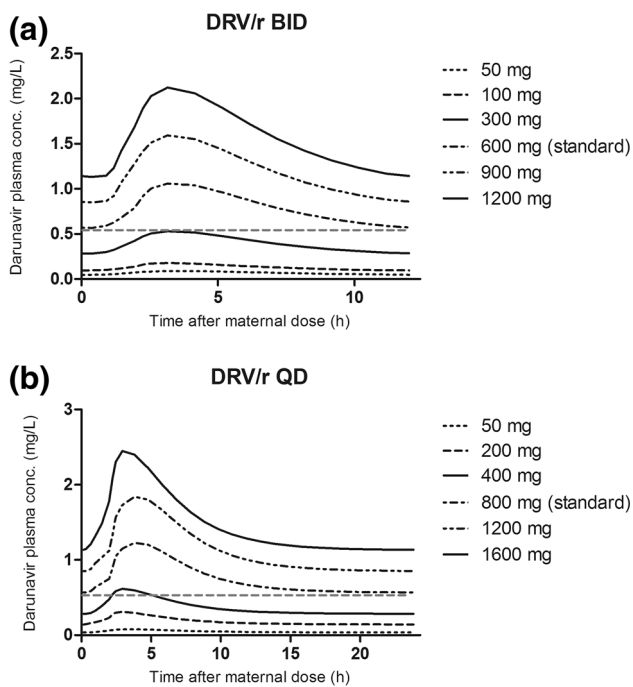 (a)
DRV/r BID
Darunavir plasma conc. (mg/L)
2.5
2.0
1.5
1.0
0.5
0.0
0
5
10
Time after maternal dose (h)
50 mg
100 mg
300 mg
600 mg (standard)
900 mg
1200 mg
(b)
DRV/r QD
Darunavir plasma conc. (mg/L)
3
2
1
0
0
5
10
15
20
Time after maternal dose (h)
50 mg
200 mg
400 mg
800 mg (standard)
1200 mg
1600 mg